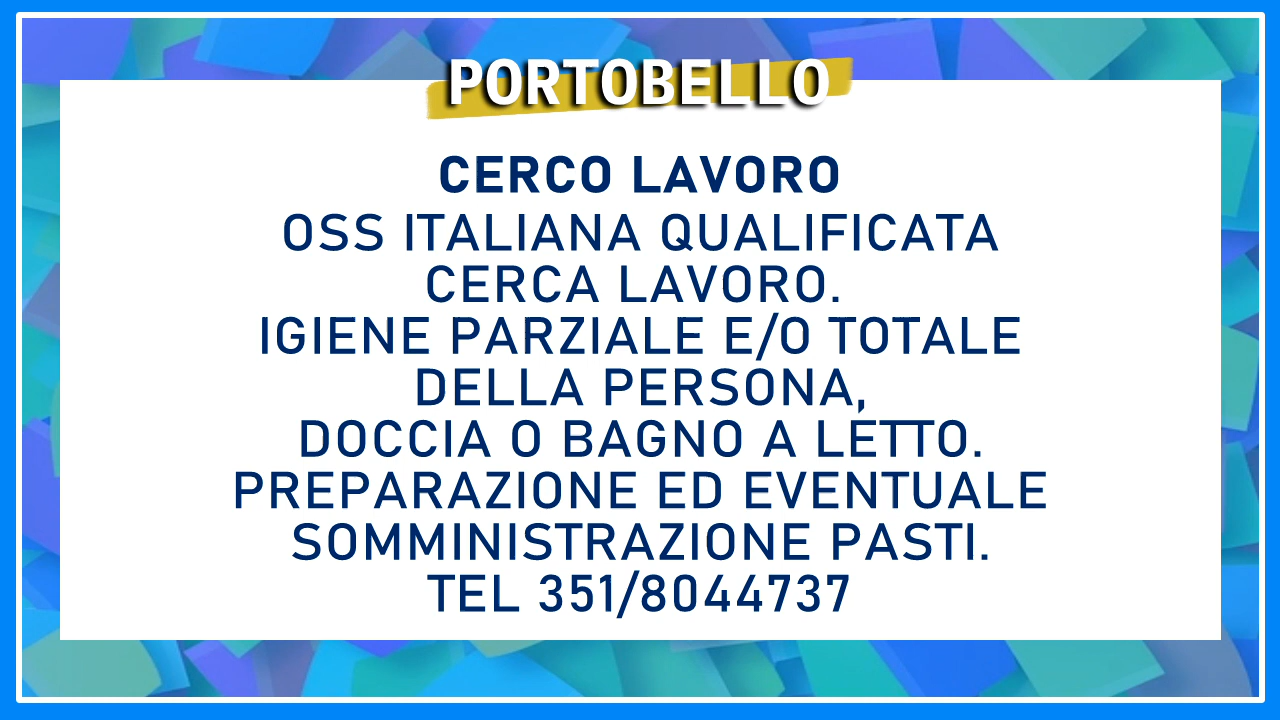 PORTOBELLO
CERCO LAVORO
OSS ITALIANA QUALIFICATA
CERCA LAVORO.
IGIENE PARZIALE E/O TOTALE
DELLA PERSONA,
DOCCIA O BAGNO A LETTO.
PREPARAZIONE ED EVENTUALE
SOMMINISTRAZIONE PASTI.
TEL 351/8044737